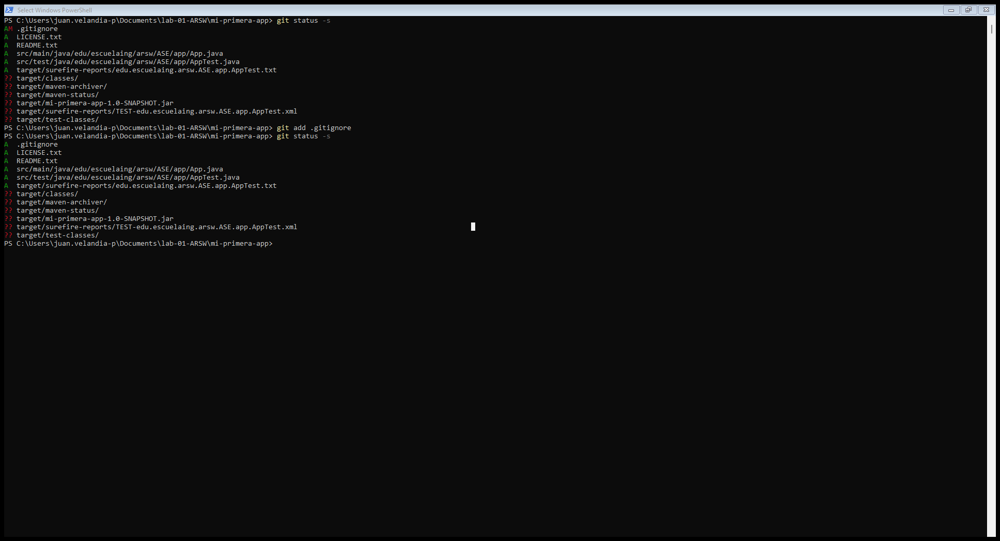 Select Windows PowerShell
PS C:\Users\juan.velandia-p\Documents\lab-01-ARSW\mi-primera-app> git status -s
AM .gitignore
A  LICENSE.txt
A  README.txt
A  src/main/java/edu/escuelaing/arsw/ASE/app/App.java
A  src/test/java/edu/escuelaing/arsw/ASE/app/AppTest.java
A  target/surefire-reports/edu.escuelaing.arsw.ASE.app.AppTest.txt
?? target/classes/
?? target/maven-archiver/
?? target/maven-status/
?? target/mi-primera-app-1.0-SNAPSHOT.jar
?? target/surefire-reports/TEST-edu.escuelaing.arsw.ASE.app.AppTest.xml
?? target/test-classes/
PS C:\Users\juan.velandia-p\Documents\lab-01-ARSW\mi-primera-app> git add .gitignore
PS C:\Users\juan.velandia-p\Documents\lab-01-ARSW\mi-primera-app> git status -s
A  .gitignore
A  LICENSE.txt
A  README.txt
A  src/main/java/edu/escuelaing/arsw/ASE/app/App.java
A  src/test/java/edu/escuelaing/arsw/ASE/app/AppTest.java
A  target/surefire-reports/edu.escuelaing.arsw.ASE.app.AppTest.txt
?? target/classes/
?? target/maven-archiver/
?? target/maven-status/
?? target/mi-primera-app-1.0-SNAPSHOT.jar
?? target/surefire-reports/TEST-edu.escuelaing.arsw.ASE.app.AppTest.xml
?? target/test-classes/
PS C:\Users\juan.velandia-p\Documents\lab-01-ARSW\mi-primera-app>